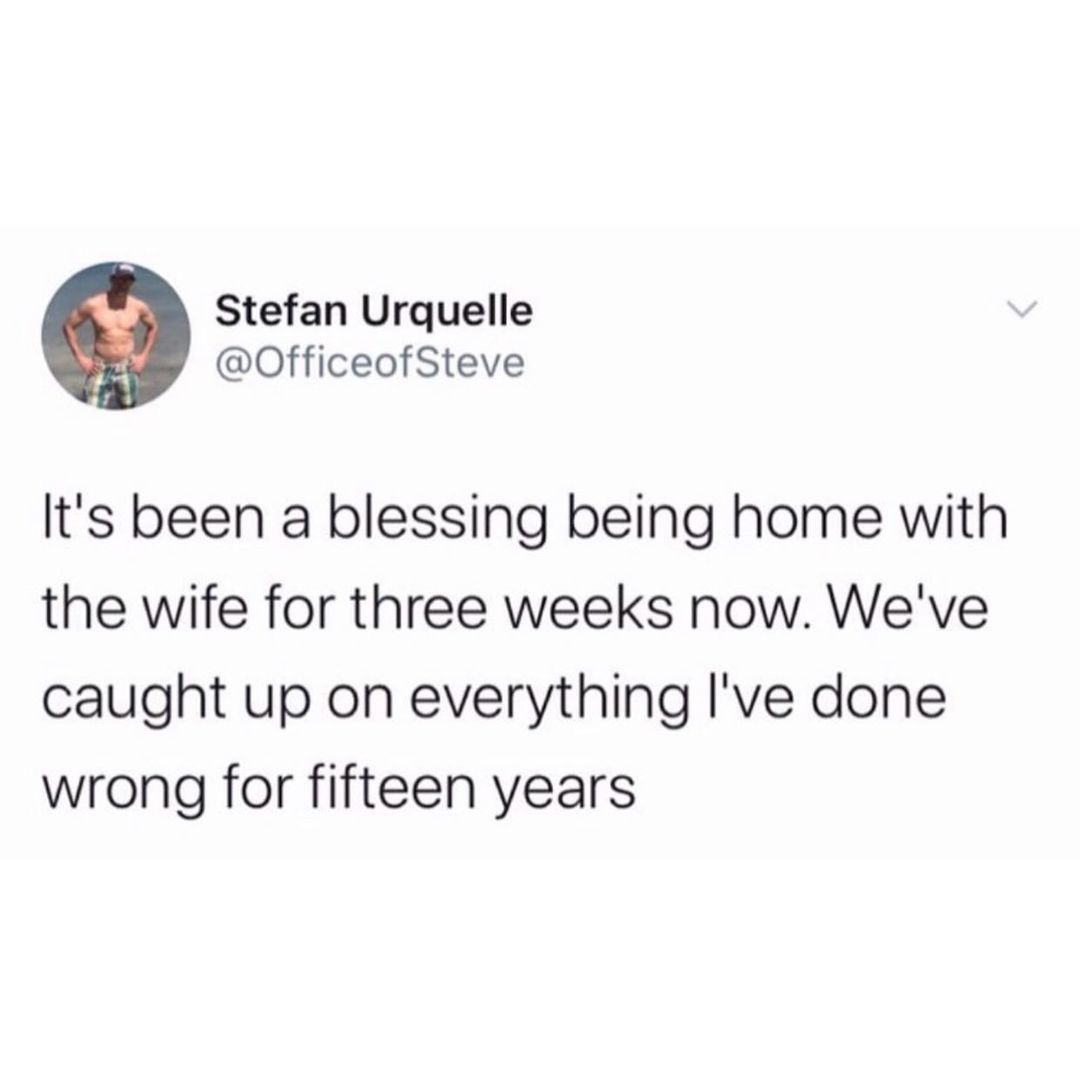 Stefan Urquelle
@OfficeofSteve
It's been a blessing being home with
the wife for three weeks now. We've
caught up on everything I've done
wrong for fifteen years